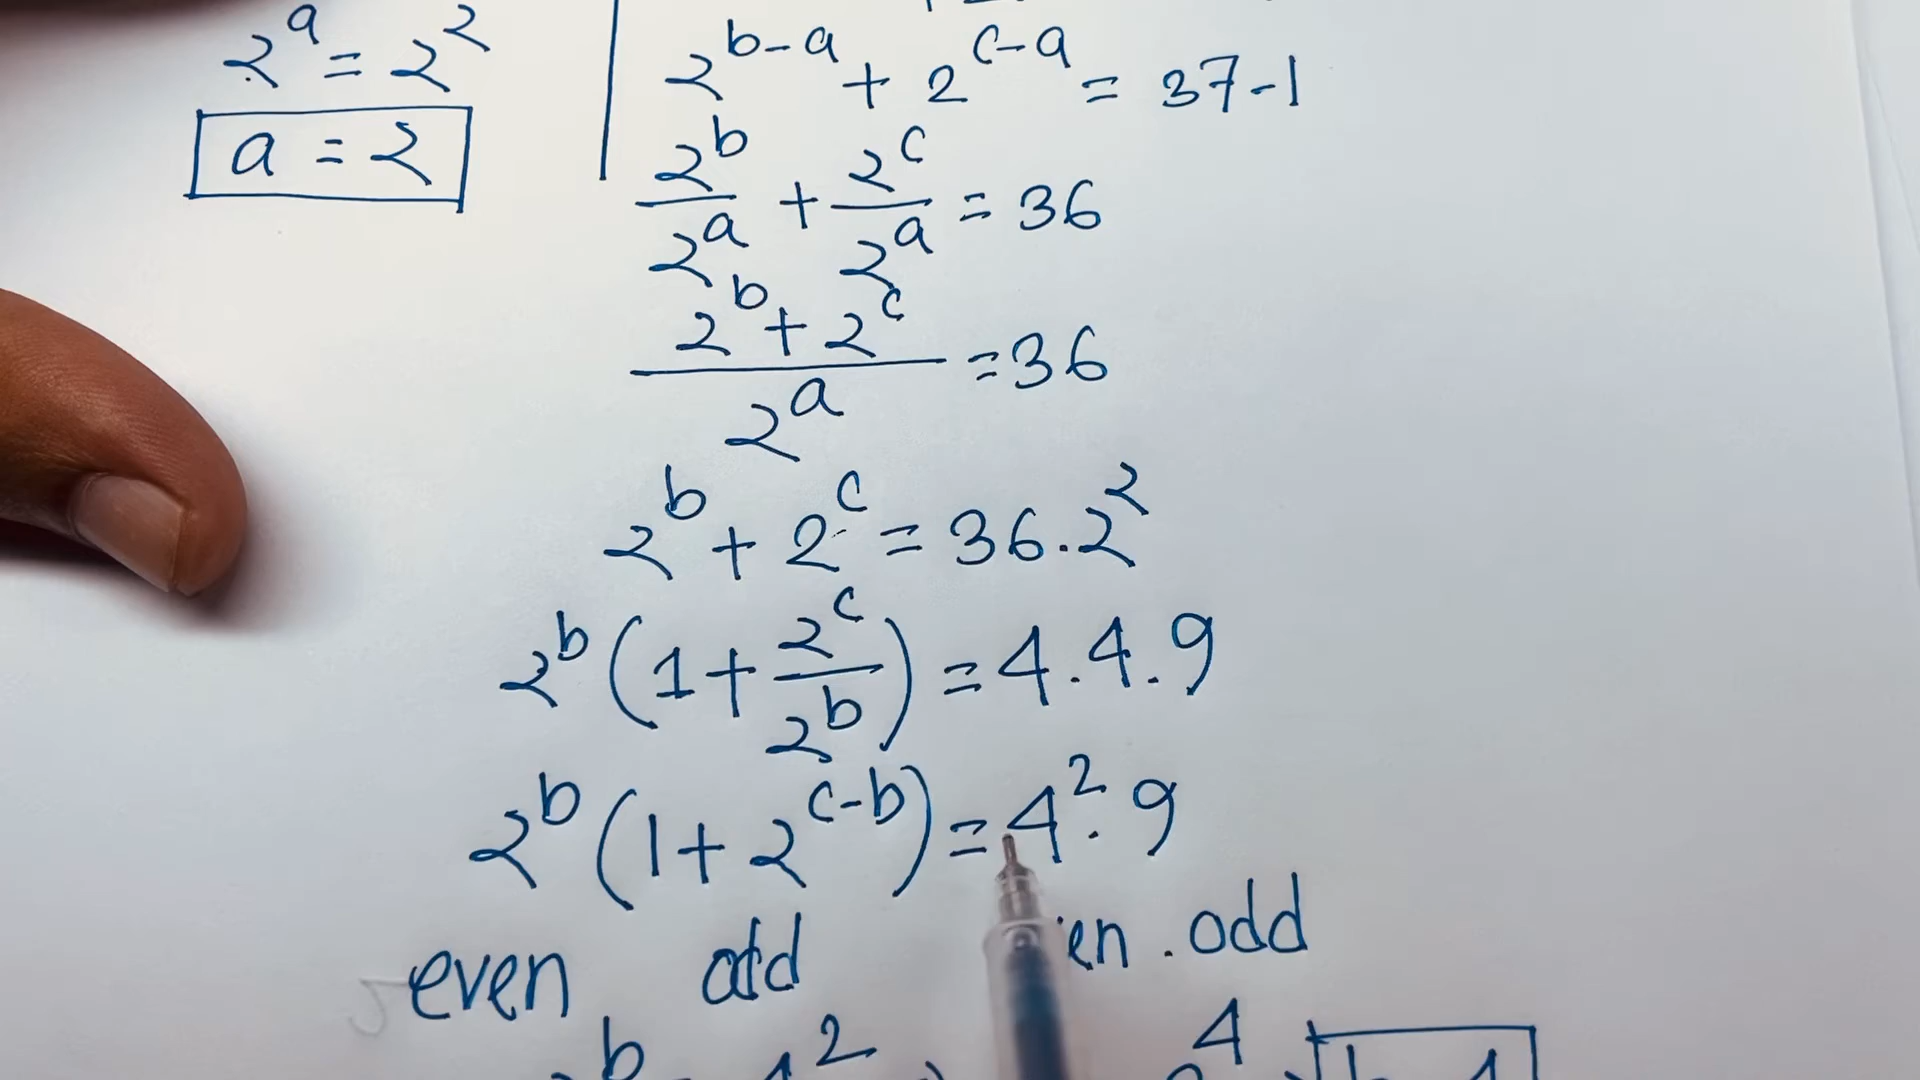 2^a = 2^2
a = 2
2^{b-a} + 2^{c-a} = 37-1
2^b/2^a + 2^c/2^a = 36
(2^b + 2^c)/2^a = 36
2^b + 2^c = 36.2^2
2^b (1 + 2^c/2^b) = 4.4.9
2^b (1 + 2^{c-b}) = 4^2.9
even odd en . odd